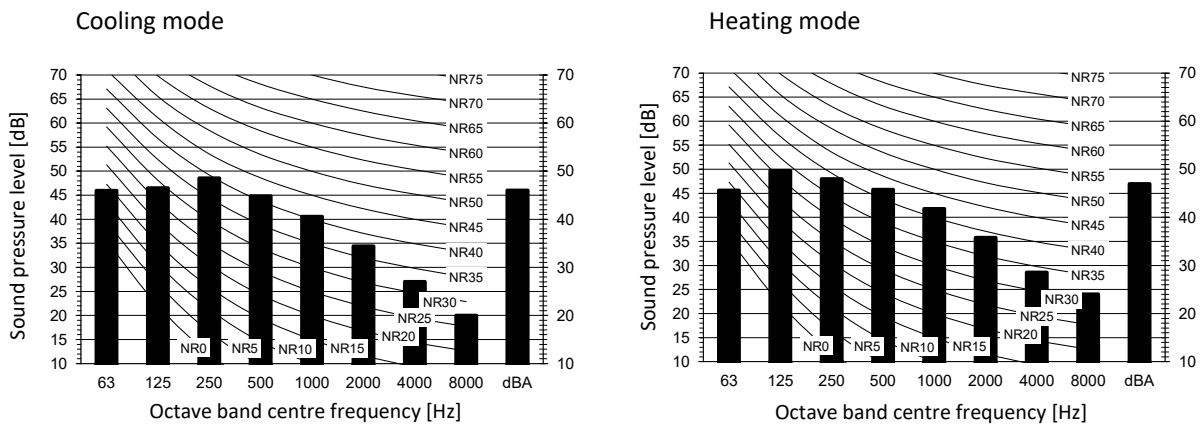 Cooling mode
Sound pressure level [dB]
70
65
60
55
50
45
40
35
30
25
20
15
10
NR75
NR70
NR65
NR60
NR55
NR50
NR45
NR40
NR35
NR30
NR25
NR20
NR0 NR5 NR10 NR15
70
60
50
40
30
20
10
63 125 250 500 1000 2000 4000 8000 dBA
Octave band centre frequency [Hz]
Heating mode
Sound pressure level [dB]
70
65
60
55
50
45
40
35
30
25
20
15
10
NR75
NR70
NR65
NR60
NR55
NR50
NR45
NR40
NR35
NR30
NR25
NR20
NR0 NR5 NR10 NR15
70
60
50
40
30
20
10
63 125 250 500 1000 2000 4000 8000 dBA
Octave band centre frequency [Hz]